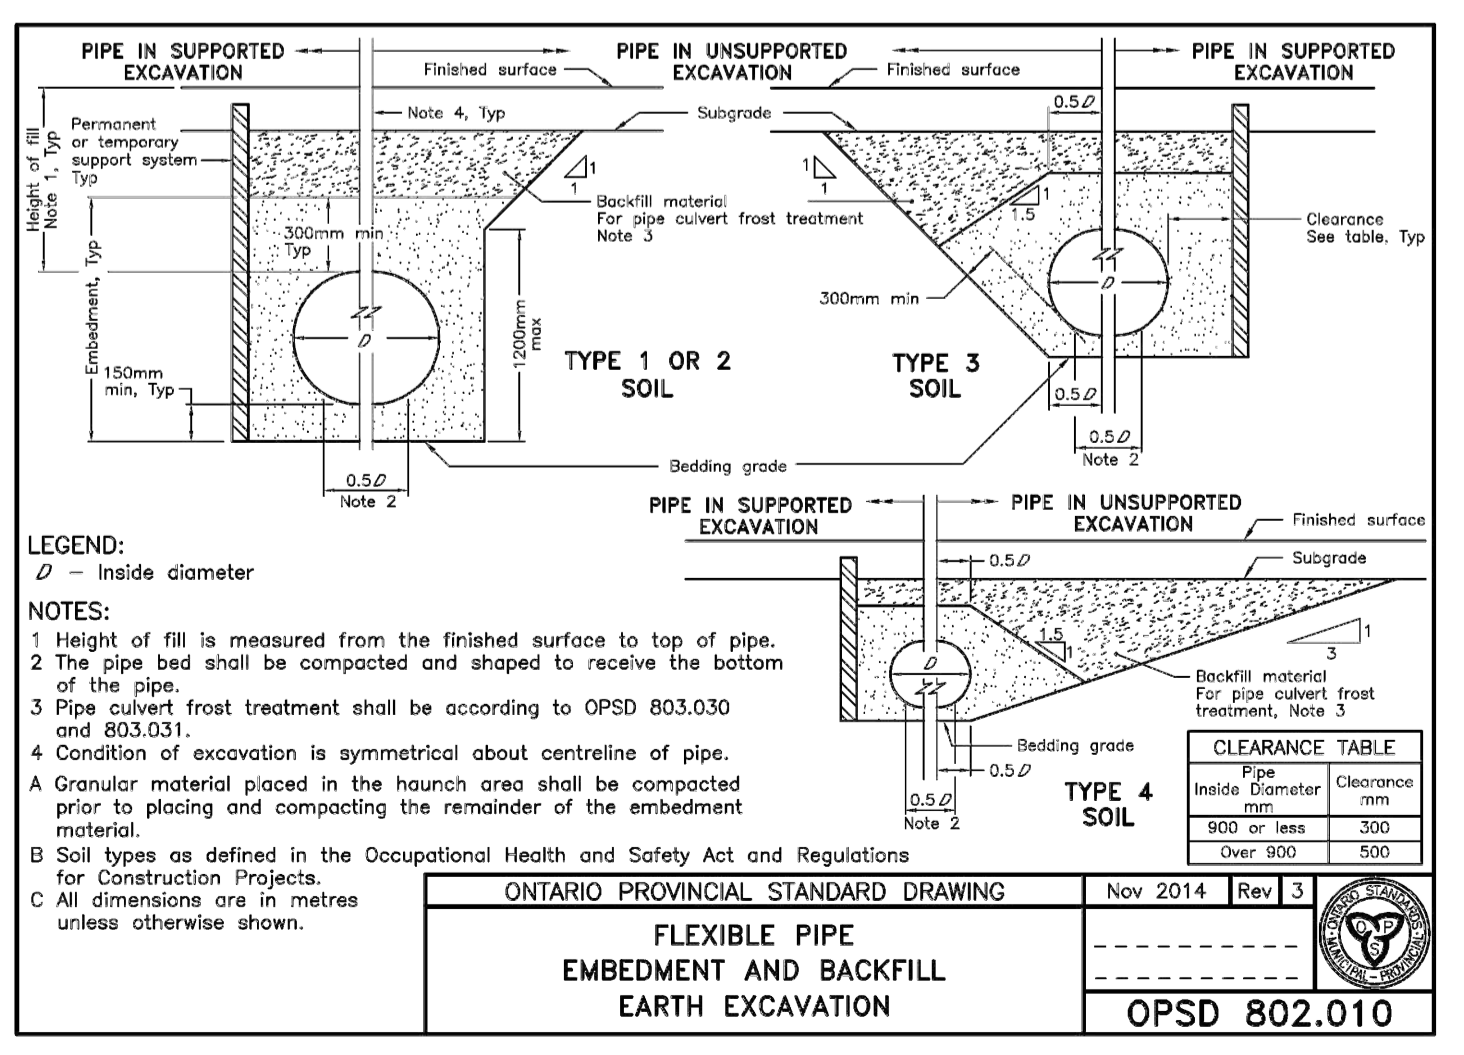 PIPE IN SUPPORTED
EXCAVATION
PIPE IN UNSUPPORTED
EXCAVATION
PIPE IN SUPPORTED
EXCAVATION
Finished surface
Finished surface
Note 4, Typ
Subgrade
0.5D
Height of fill
Note 1, Typ
Permanent
or temporary
support system
Typ
1
1
1
1
Backfill material
For pipe culvert frost treatment
Note 3
1
1.5
Clearance
See table, Typ
300mm min
Typ
Embedment, Typ
D
1200mm
max
300mm min
D
150mm
min, Typ
TYPE 1 OR 2
SOIL
TYPE 3
SOIL
0.5D
0.5D
Note 2
Bedding grade
0.5D
Note 2
PIPE IN SUPPORTED
EXCAVATION
PIPE IN UNSUPPORTED
EXCAVATION
Finished surface
0.5D
Subgrade
1.5
1
1
3
D
Backfill material
For pipe culvert frost
treatment, Note 3
Bedding grade
0.5D
0.5D
Note 2
TYPE 4
SOIL
LEGEND:
D – Inside diameter
NOTES:
1 Height of fill is measured from the finished surface to top of pipe.
2 The pipe bed shall be compacted and shaped to receive the bottom
of the pipe.
3 Pipe culvert frost treatment shall be according to OPSD 803.030
and 803.031.
4 Condition of excavation is symmetrical about centreline of pipe.
A Granular material placed in the haunch area shall be compacted
prior to placing and compacting the remainder of the embedment
material.
B Soil types as defined in the Occupational Health and Safety Act and Regulations
for Construction Projects.
C All dimensions are in metres
unless otherwise shown.
CLEARANCE TABLE
Pipe
Inside Diameter
mm
Clearance
mm
900 or less 300
Over 900 500
ONTARIO PROVINCIAL STANDARD DRAWING
Nov 2014 Rev 3
FLEXIBLE PIPE
EMBEDMENT AND BACKFILL
EARTH EXCAVATION
ONTARIO STANDARDS
MUNICIPAL – PROVINCIAL
O P
S
OPSD 802.010